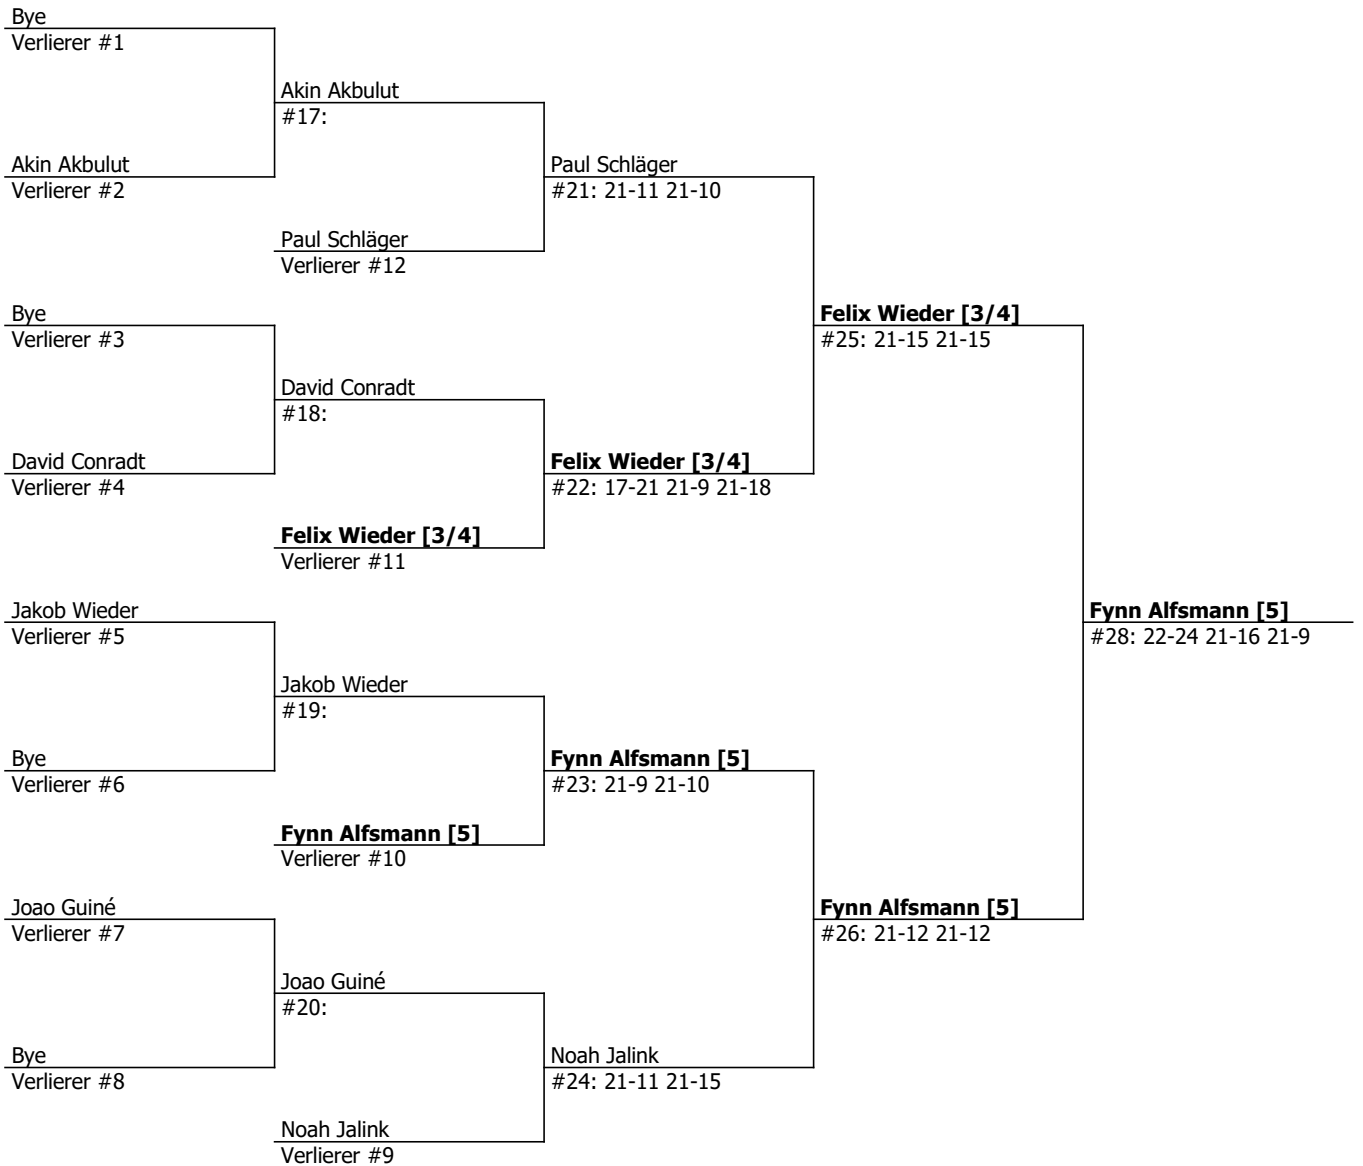 Bye
Verlierer #1
Akin Akbulut
#17:
Akin Akbulut
Verlierer #2
Paul Schläger
#21: 21-11 21-10
Paul Schläger
Verlierer #12
Bye
Verlierer #3
Felix Wieder [3/4]
#25: 21-15 21-15
David Conradt
#18:
David Conradt
Verlierer #4
Felix Wieder [3/4]
#22: 17-21 21-9 21-18
Felix Wieder [3/4]
Verlierer #11
Jakob Wieder
Verlierer #5
Fynn Alfsmann [5]
#28: 22-24 21-16 21-9
Jakob Wieder
#19:
Bye
Verlierer #6
Fynn Alfsmann [5]
#23: 21-9 21-10
Fynn Alfsmann [5]
Verlierer #10
Joao Guiné
Verlierer #7
Fynn Alfsmann [5]
#26: 21-12 21-12
Joao Guiné
#20:
Bye
Verlierer #8
Noah Jalink
#24: 21-11 21-15
Noah Jalink
Verlierer #9